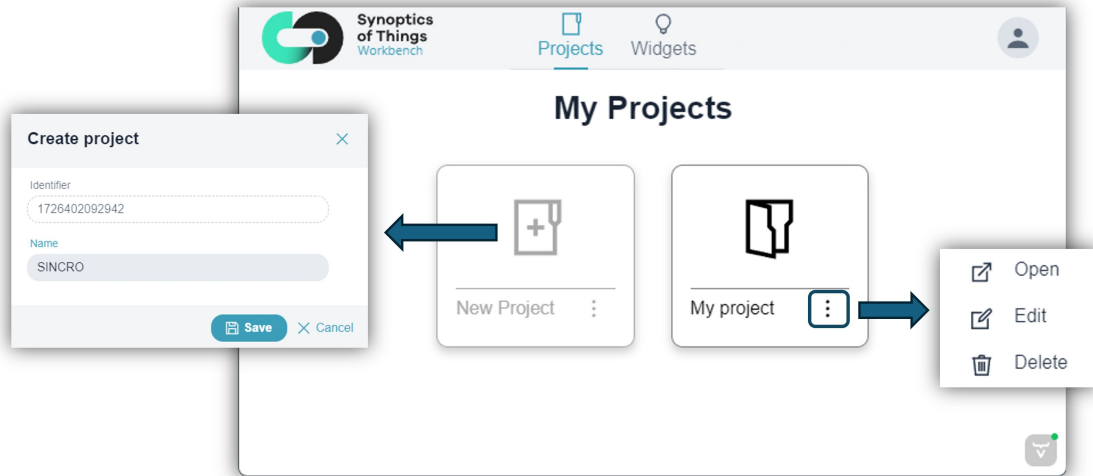 Synoptics
of Things
Workbench
Projects
Widgets
My Projects
Create project
Identifier
1726402092942
Name
SINCRO
Save
Cancel
New Project
My project
Open
Edit
Delete